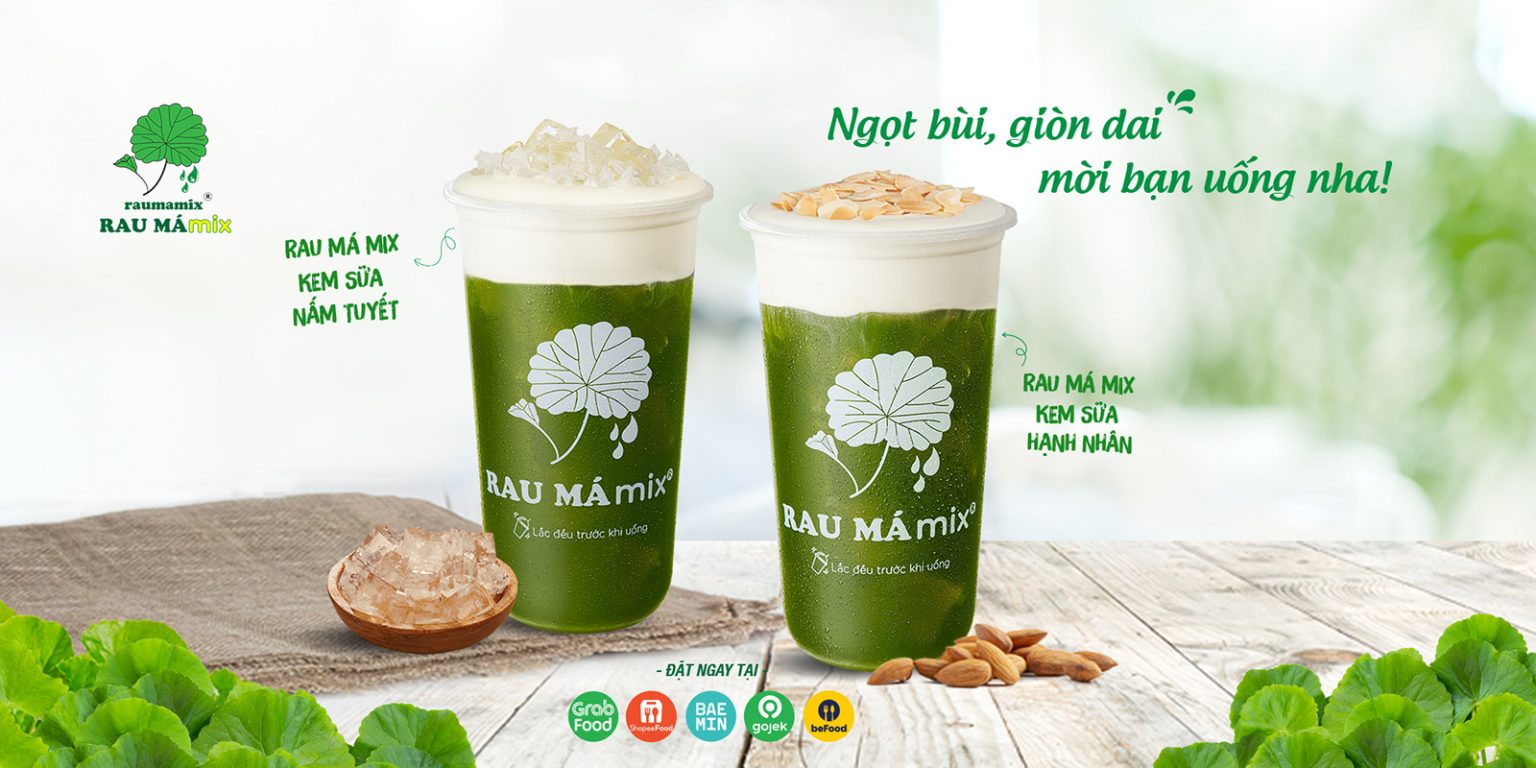 raumamix®
RAU MÁmix
Ngọt bùi, giòn dai
mời bạn uống nha!
RAU MÁ MIX
KEM SỮA
NẤM TUYẾT
RAU MÁ mix®
Lắc đều trước khi uống
RAU MÁ MIX
KEM SỮA
HẠNH NHÂN
RAU MÁ mix®
Lắc đều trước khi uống
- ĐẶT NGAY TẠI -
Grab
Food
ShopeeFood
BAE
MIN
gojek
beFood